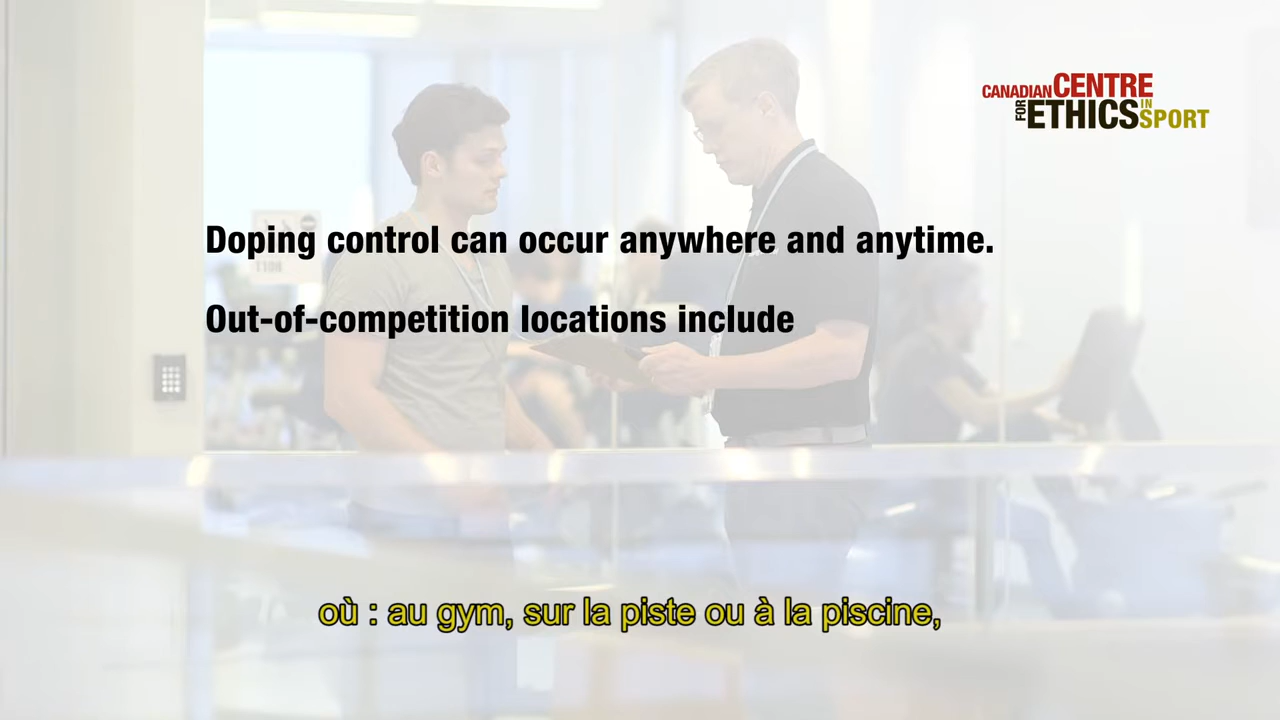 CANADIAN CENTRE
FOR ETHICS IN SPORT
Doping control can occur anywhere and anytime.
Out-of-competition locations include
où : au gym, sur la piste ou à la piscine,